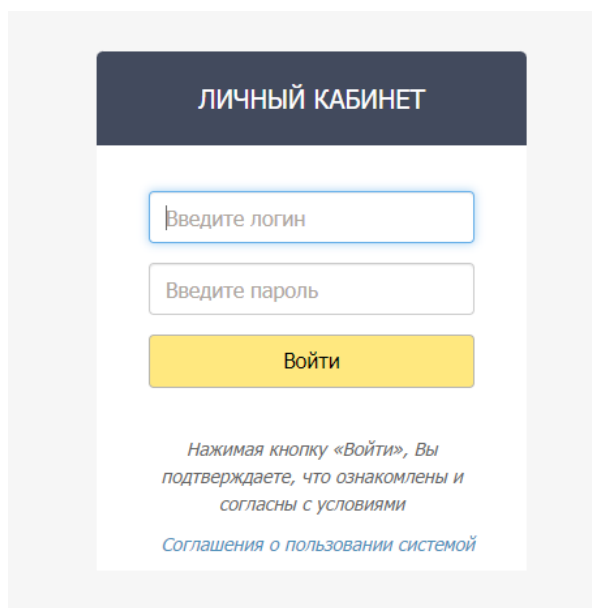 ЛИЧНЫЙ КАБИНЕТ
Введите логин
Введите пароль
Войти
Нажимая кнопку «Войти», Вы
подтверждаете, что ознакомлены и
согласны с условиями
Соглашения о пользовании системой